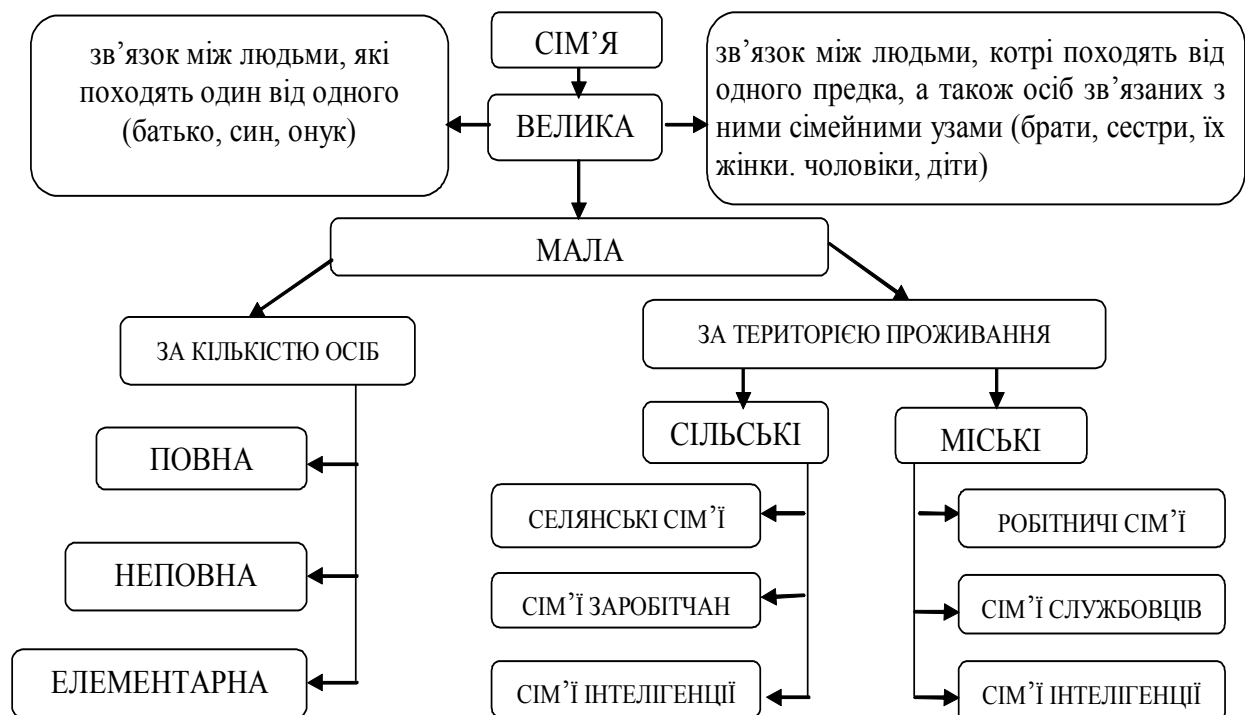 СІМ’Я
зв’язок між людьми, які
походять один від одного
(батько, син, онук)
ВЕЛИКА
зв’язок між людьми, котрі походять від
одного предка, а також осіб зв’язаних з
ними сімейними узами (брати, сестри, їх
жінки. чоловіки, діти)
МАЛА
ЗА КІЛЬКІСТЮ ОСІБ
ЗА ТЕРИТОРІЄЮ ПРОЖИВАННЯ
ПОВНА
НЕПОВНА
ЕЛЕМЕНТАРНА
СІЛЬСЬКІ
СЕЛЯНСЬКІ СІМ’Ї
СІМ’Ї ЗАРОБІТЧАН
СІМ’Ї ІНТЕЛІГЕНЦІЇ
МІСЬКІ
РОБІТНИЧІ СІМ’Ї
СІМ’Ї СЛУЖБОВЦІВ
СІМ’Ї ІНТЕЛІГЕНЦІЇ